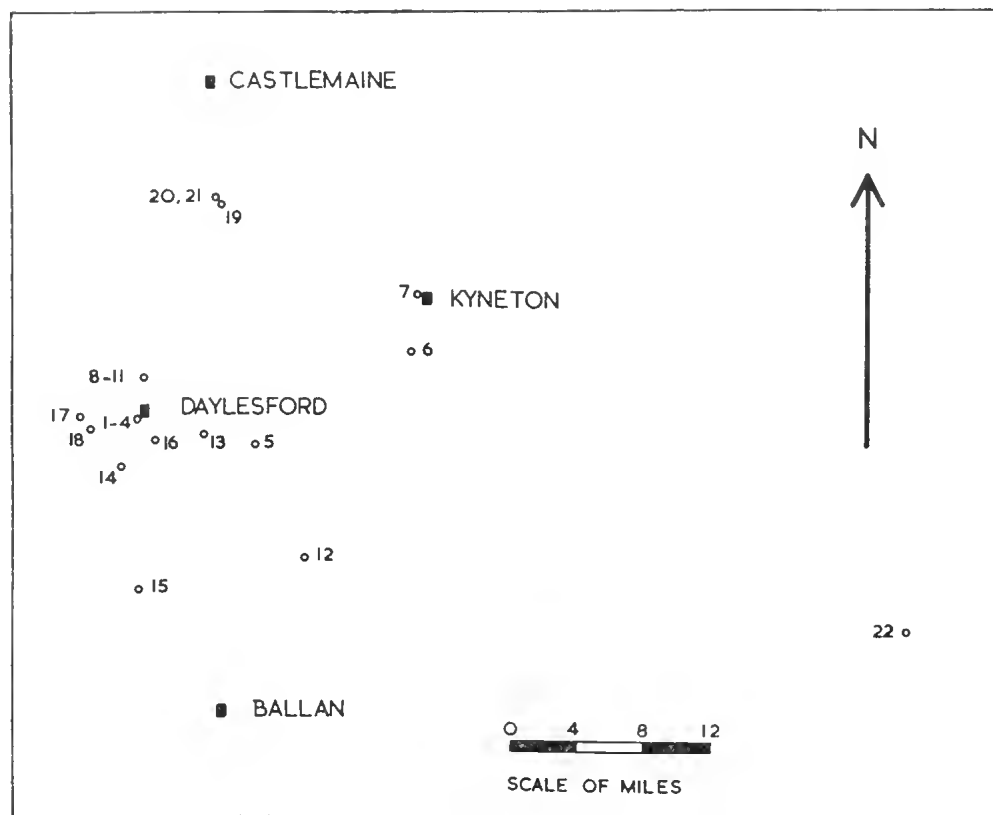 CASTLEMAINE
N
20, 21
19
7
KYNETON
6
8-11
DAYLESFORD
17
1-4
18
16
13
5
14
12
15
22
BALLAN
0 4 8 12
SCALE OF MILES